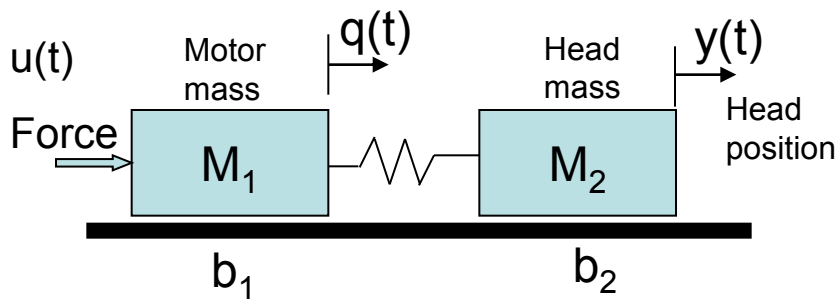 u(t)
Force
Motor
mass
q(t)
Head
mass
y(t)
Head
position
M₁
M₂
b₁
b₂